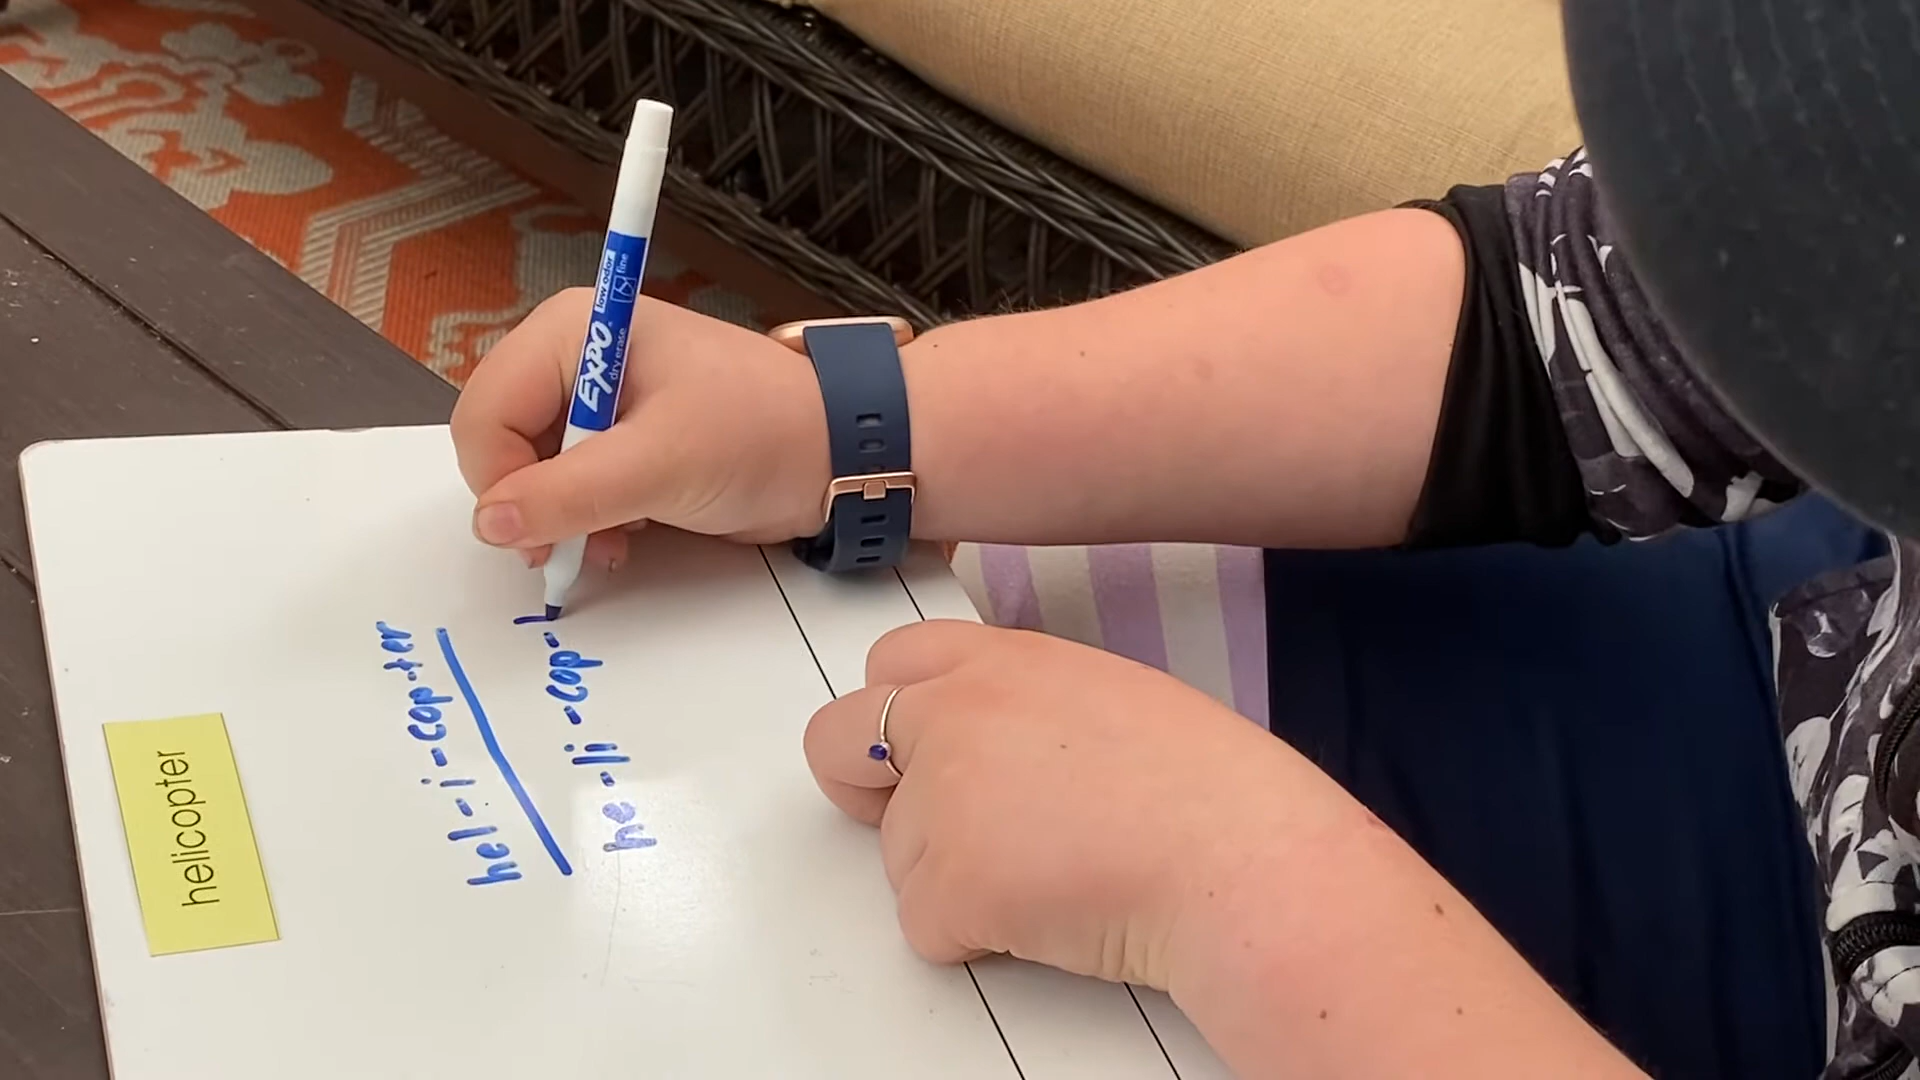 helicopter
hel-i-cop-ter
he-li-cop-
EXPO
low odor
dry erase
fine